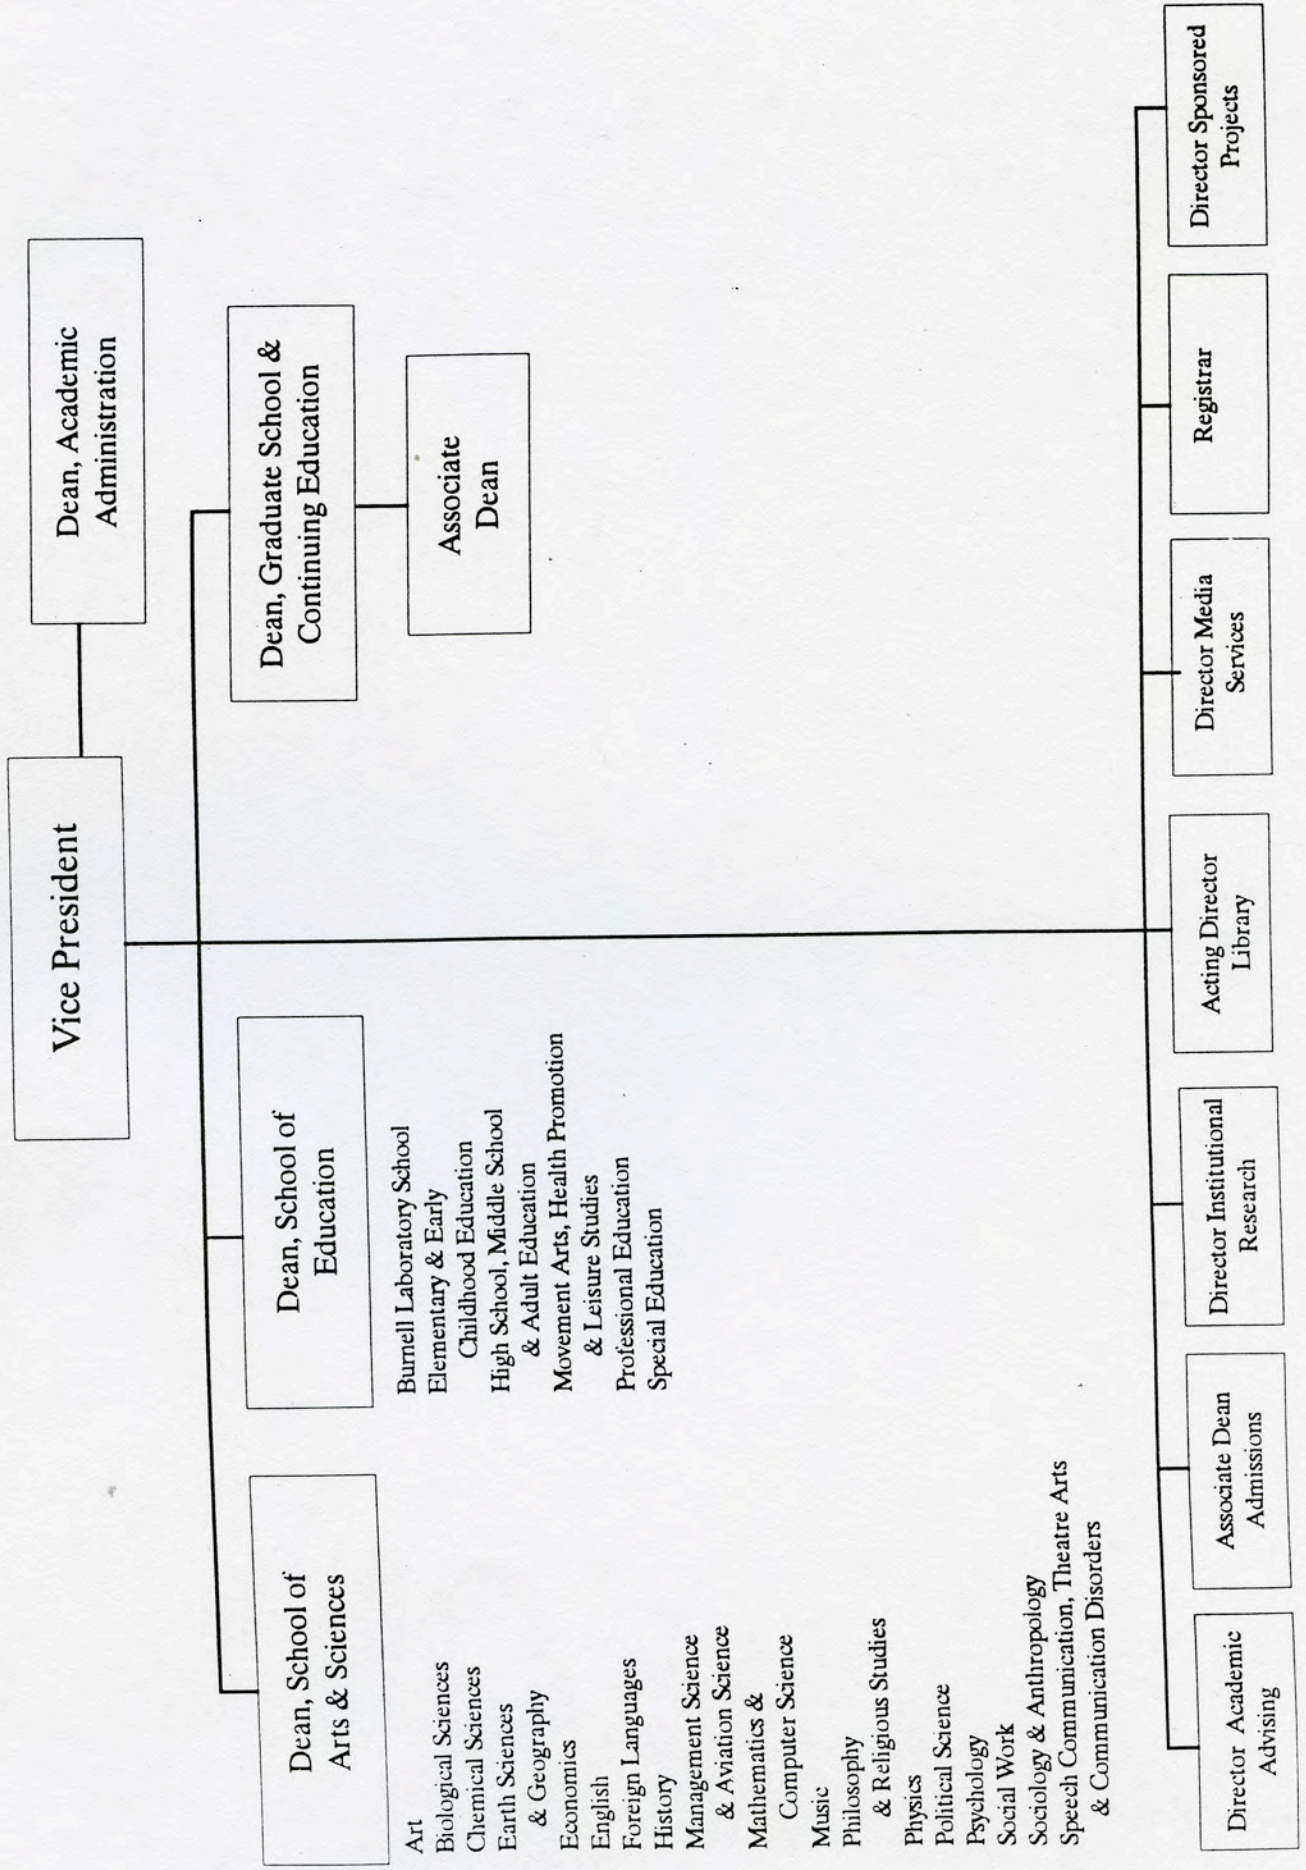 Vice President
Dean, Academic
Administration
Dean, School of
Arts & Sciences
Dean, School of
Education
Dean, Graduate School &
Continuing Education
Associate
Dean
Art
Biological Sciences
Chemical Sciences
Earth Sciences
& Geography
Economics
English
Foreign Languages
History
Management Science
& Aviation Science
Mathematics &
Computer Science
Music
Philosophy
& Religious Studies
Physics
Political Science
Psychology
Social Work
Sociology & Anthropology
Speech Communication, Theatre Arts
& Communication Disorders
Burnell Laboratory School
Elementary & Early
Childhood Education
High School, Middle School
& Adult Education
Movement Arts, Health Promotion
& Leisure Studies
Professional Education
Special Education
Director Academic
Advising
Associate Dean
Admissions
Director Institutional
Research
Acting Director
Library
Director Media
Services
Registrar
Director Sponsored
Projects